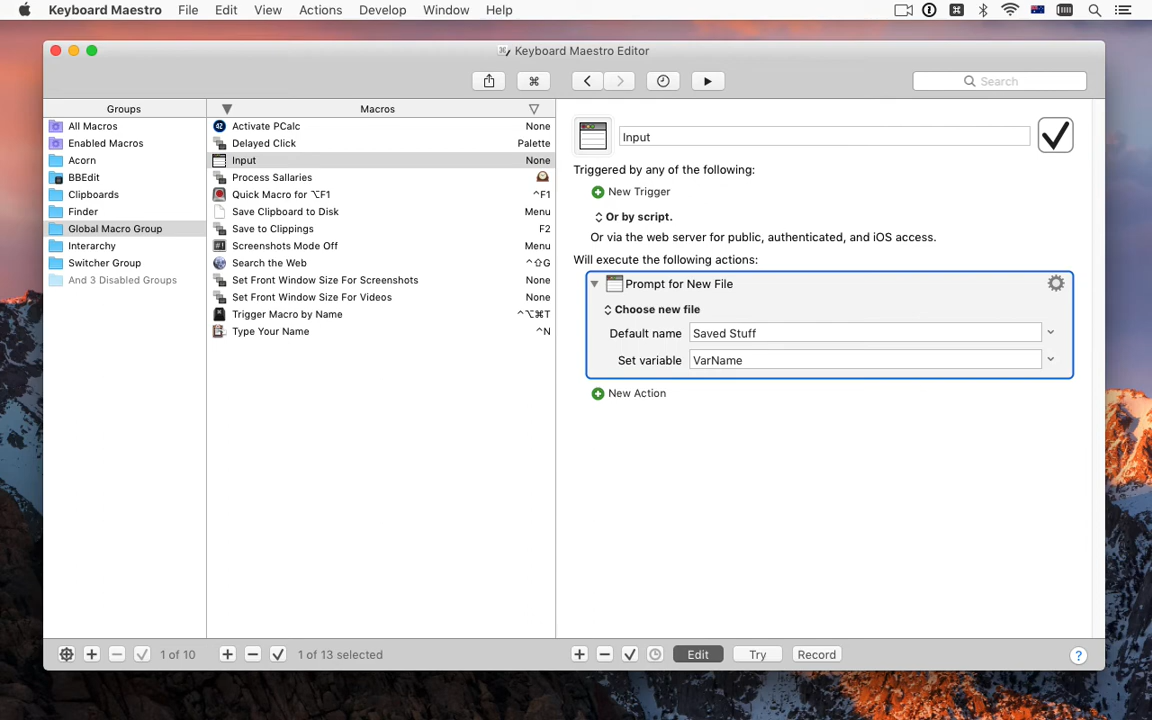 Keyboard Maestro File Edit View Actions Develop Window Help
Keyboard Maestro Editor
Search
Groups
All Macros
Enabled Macros
Acorn
BBEdit
Clipboards
Finder
Global Macro Group
Interarchy
Switcher Group
And 3 Disabled Groups
1 of 10
Macros
Activate PCalc None
Delayed Click Palette
Input None
Process Sallaries
Quick Macro for ⌥F1 ^F1
Save Clipboard to Disk Menu
Save to Clippings F2
Screenshots Mode Off Menu
Search the Web ^⇧G
Set Front Window Size For Screenshots None
Set Front Window Size For Videos None
Trigger Macro by Name ^⌥⌘T
Type Your Name ^N
1 of 13 selected
Input
Triggered by any of the following:
New Trigger
Or by script.
Or via the web server for public, authenticated, and iOS access.
Will execute the following actions:
Prompt for New File
Choose new file
Default name Saved Stuff
Set variable VarName
New Action
Edit Try Record ?